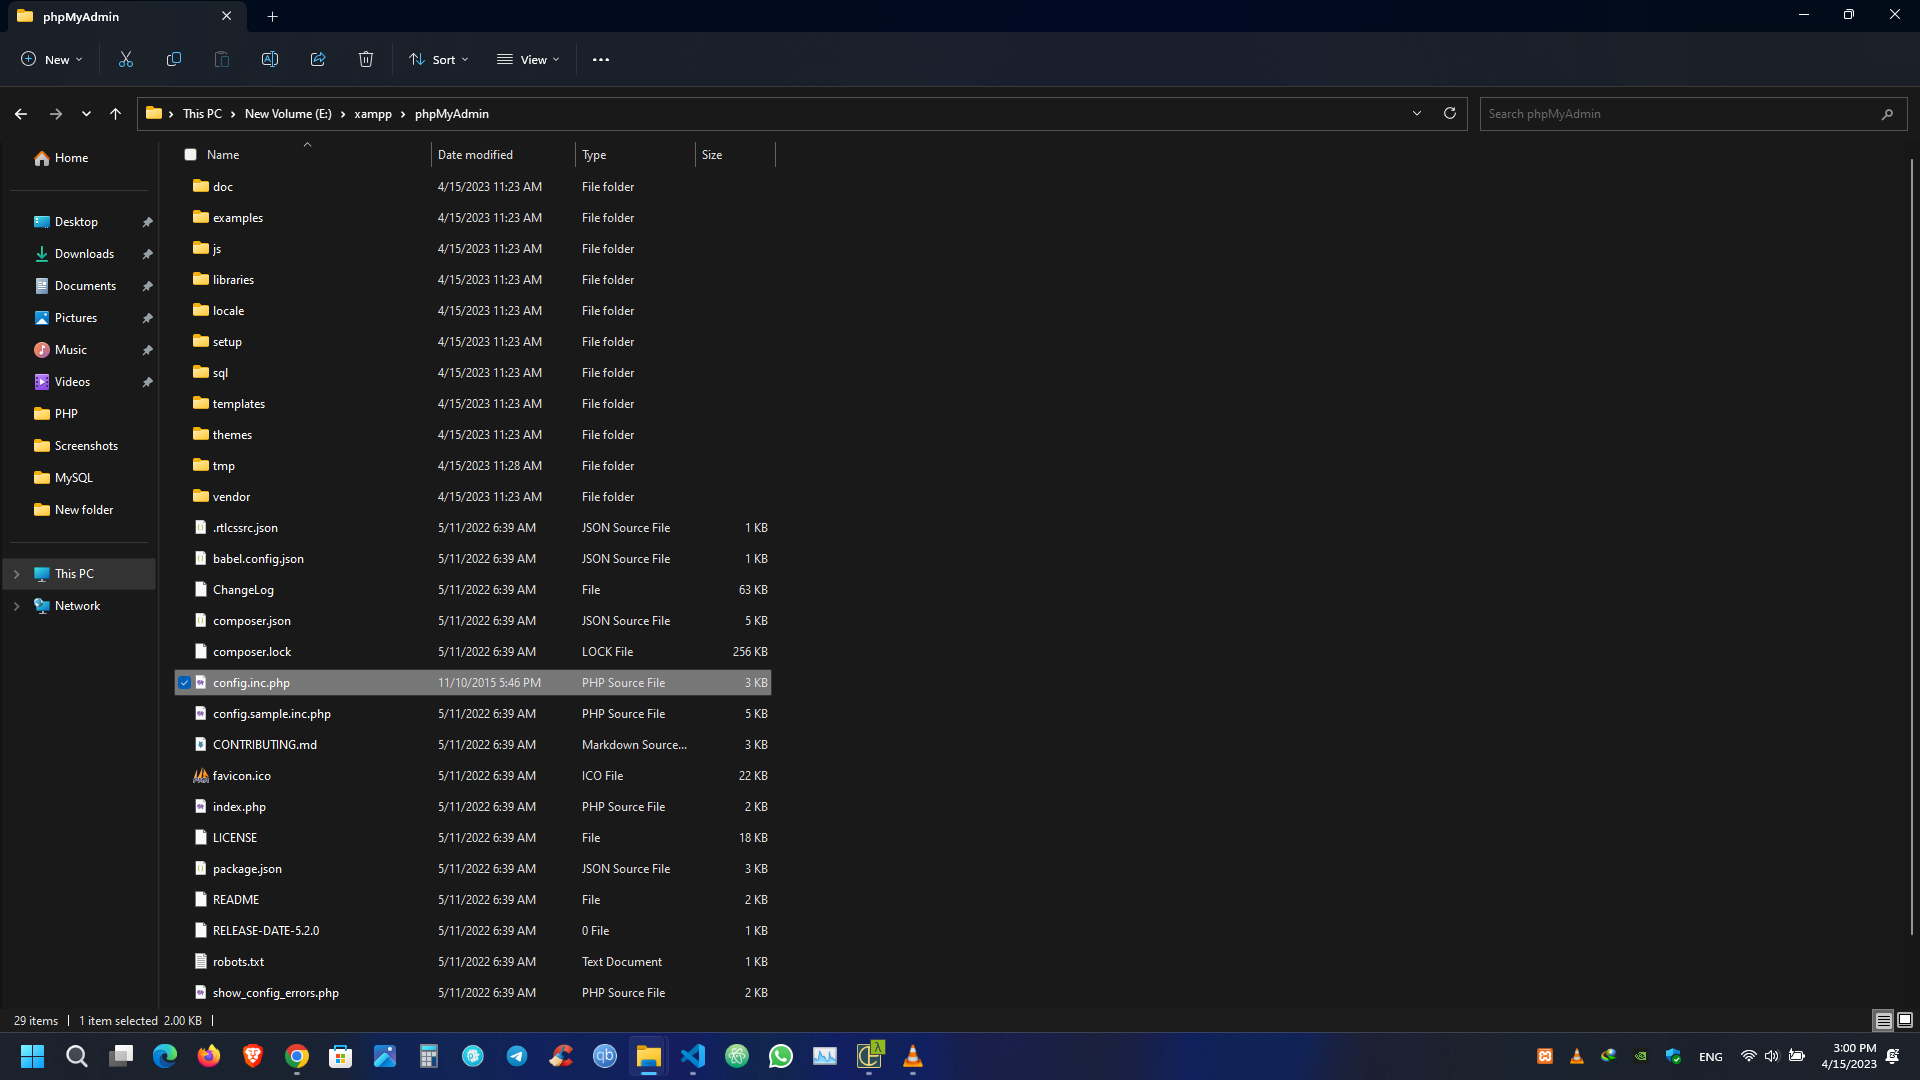 phpMyAdmin
New
Sort
View
This PC
New Volume (E:)
xampp
phpMyAdmin
Search phpMyAdmin
Home
Desktop
Downloads
Documents
Pictures
Music
Videos
PHP
Screenshots
MySQL
New folder
This PC
Network
Name Date modified Type Size
doc 4/15/2023 11:23 AM File folder
examples 4/15/2023 11:23 AM File folder
js 4/15/2023 11:23 AM File folder
libraries 4/15/2023 11:23 AM File folder
locale 4/15/2023 11:23 AM File folder
setup 4/15/2023 11:23 AM File folder
sql 4/15/2023 11:23 AM File folder
templates 4/15/2023 11:23 AM File folder
themes 4/15/2023 11:23 AM File folder
tmp 4/15/2023 11:28 AM File folder
vendor 4/15/2023 11:23 AM File folder
.rtlcssrc.json 5/11/2022 6:39 AM JSON Source File 1 KB
babel.config.json 5/11/2022 6:39 AM JSON Source File 1 KB
ChangeLog 5/11/2022 6:39 AM File 63 KB
composer.json 5/11/2022 6:39 AM JSON Source File 5 KB
composer.lock 5/11/2022 6:39 AM LOCK File 256 KB
config.inc.php 11/10/2015 5:46 PM PHP Source File 3 KB
config.sample.inc.php 5/11/2022 6:39 AM PHP Source File 5 KB
CONTRIBUTING.md 5/11/2022 6:39 AM Markdown Source... 3 KB
favicon.ico 5/11/2022 6:39 AM ICO File 22 KB
index.php 5/11/2022 6:39 AM PHP Source File 2 KB
LICENSE 5/11/2022 6:39 AM File 18 KB
package.json 5/11/2022 6:39 AM JSON Source File 3 KB
README 5/11/2022 6:39 AM File 2 KB
RELEASE-DATE-5.2.0 5/11/2022 6:39 AM 0 File 1 KB
robots.txt 5/11/2022 6:39 AM Text Document 1 KB
show_config_errors.php 5/11/2022 6:39 AM PHP Source File 2 KB
29 items
1 item selected 2.00 KB
qb
ENG
3:00 PM
4/15/2023